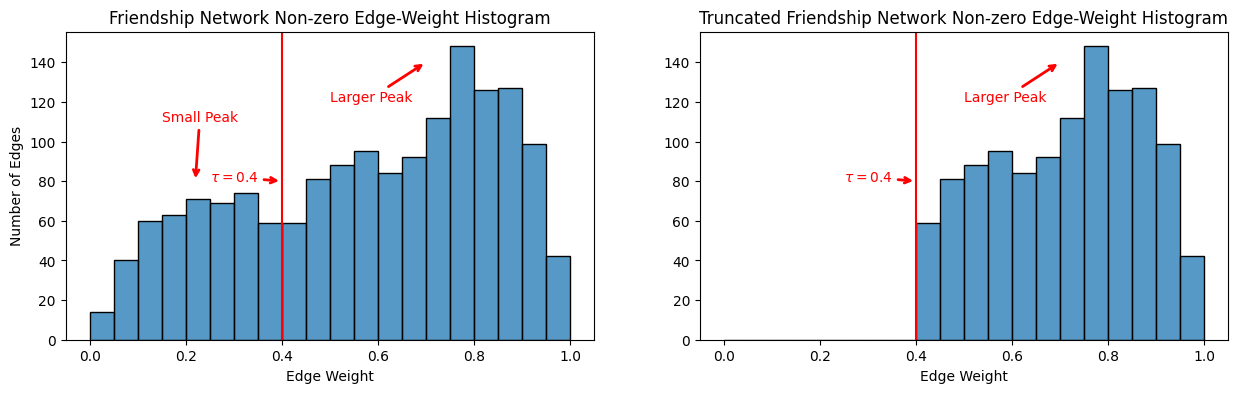 Friendship Network Non-zero Edge-Weight Histogram
Number of Edges
140
120
100
80
60
40
20
0
Small Peak
Larger Peak
τ = 0.4
0.0 0.2 0.4 0.6 0.8 1.0
Edge Weight
Truncated Friendship Network Non-zero Edge-Weight Histogram
140
120
100
80
60
40
20
0
Larger Peak
τ = 0.4
0.0 0.2 0.4 0.6 0.8 1.0
Edge Weight